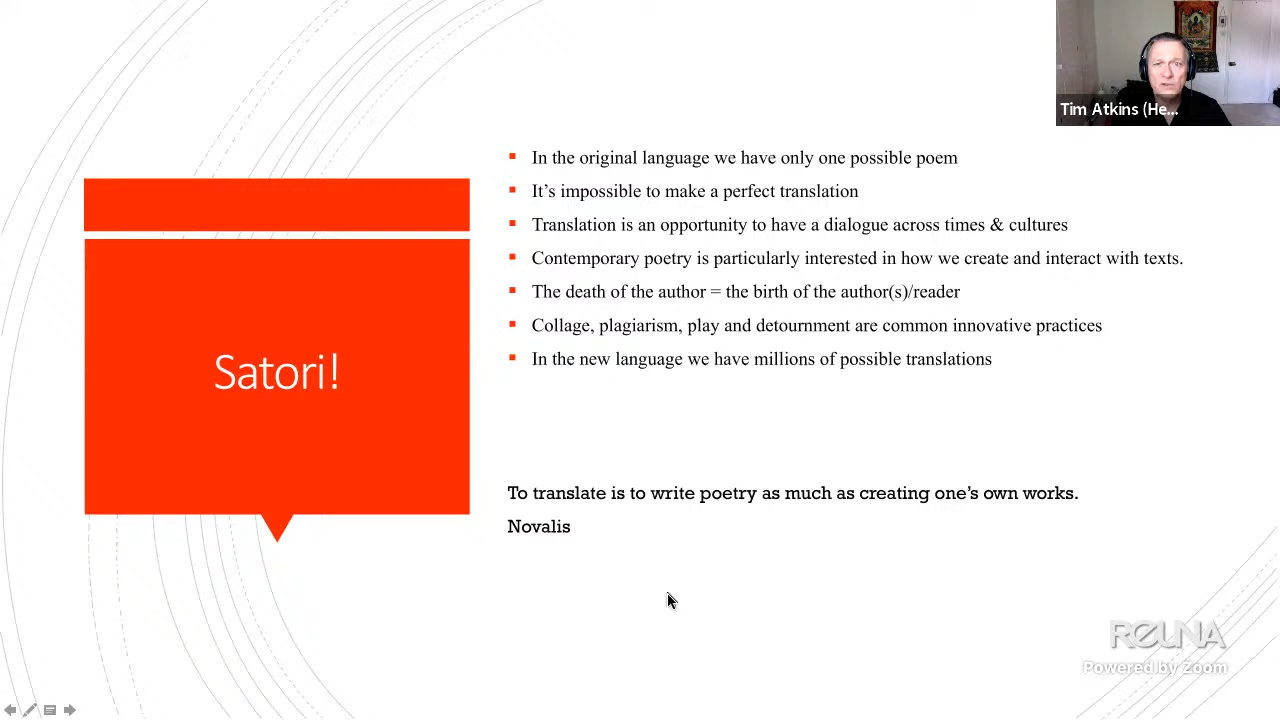 Tim Atkins (He...
In the original language we have only one possible poem
It’s impossible to make a perfect translation
Translation is an opportunity to have a dialogue across times & cultures
Contemporary poetry is particularly interested in how we create and interact with texts.
The death of the author = the birth of the author(s)/reader
Collage, plagiarism, play and detournment are common innovative practices
In the new language we have millions of possible translations
Satori!
To translate is to write poetry as much as creating one’s own works.
Novalis
REUNA
Powered by Zoom